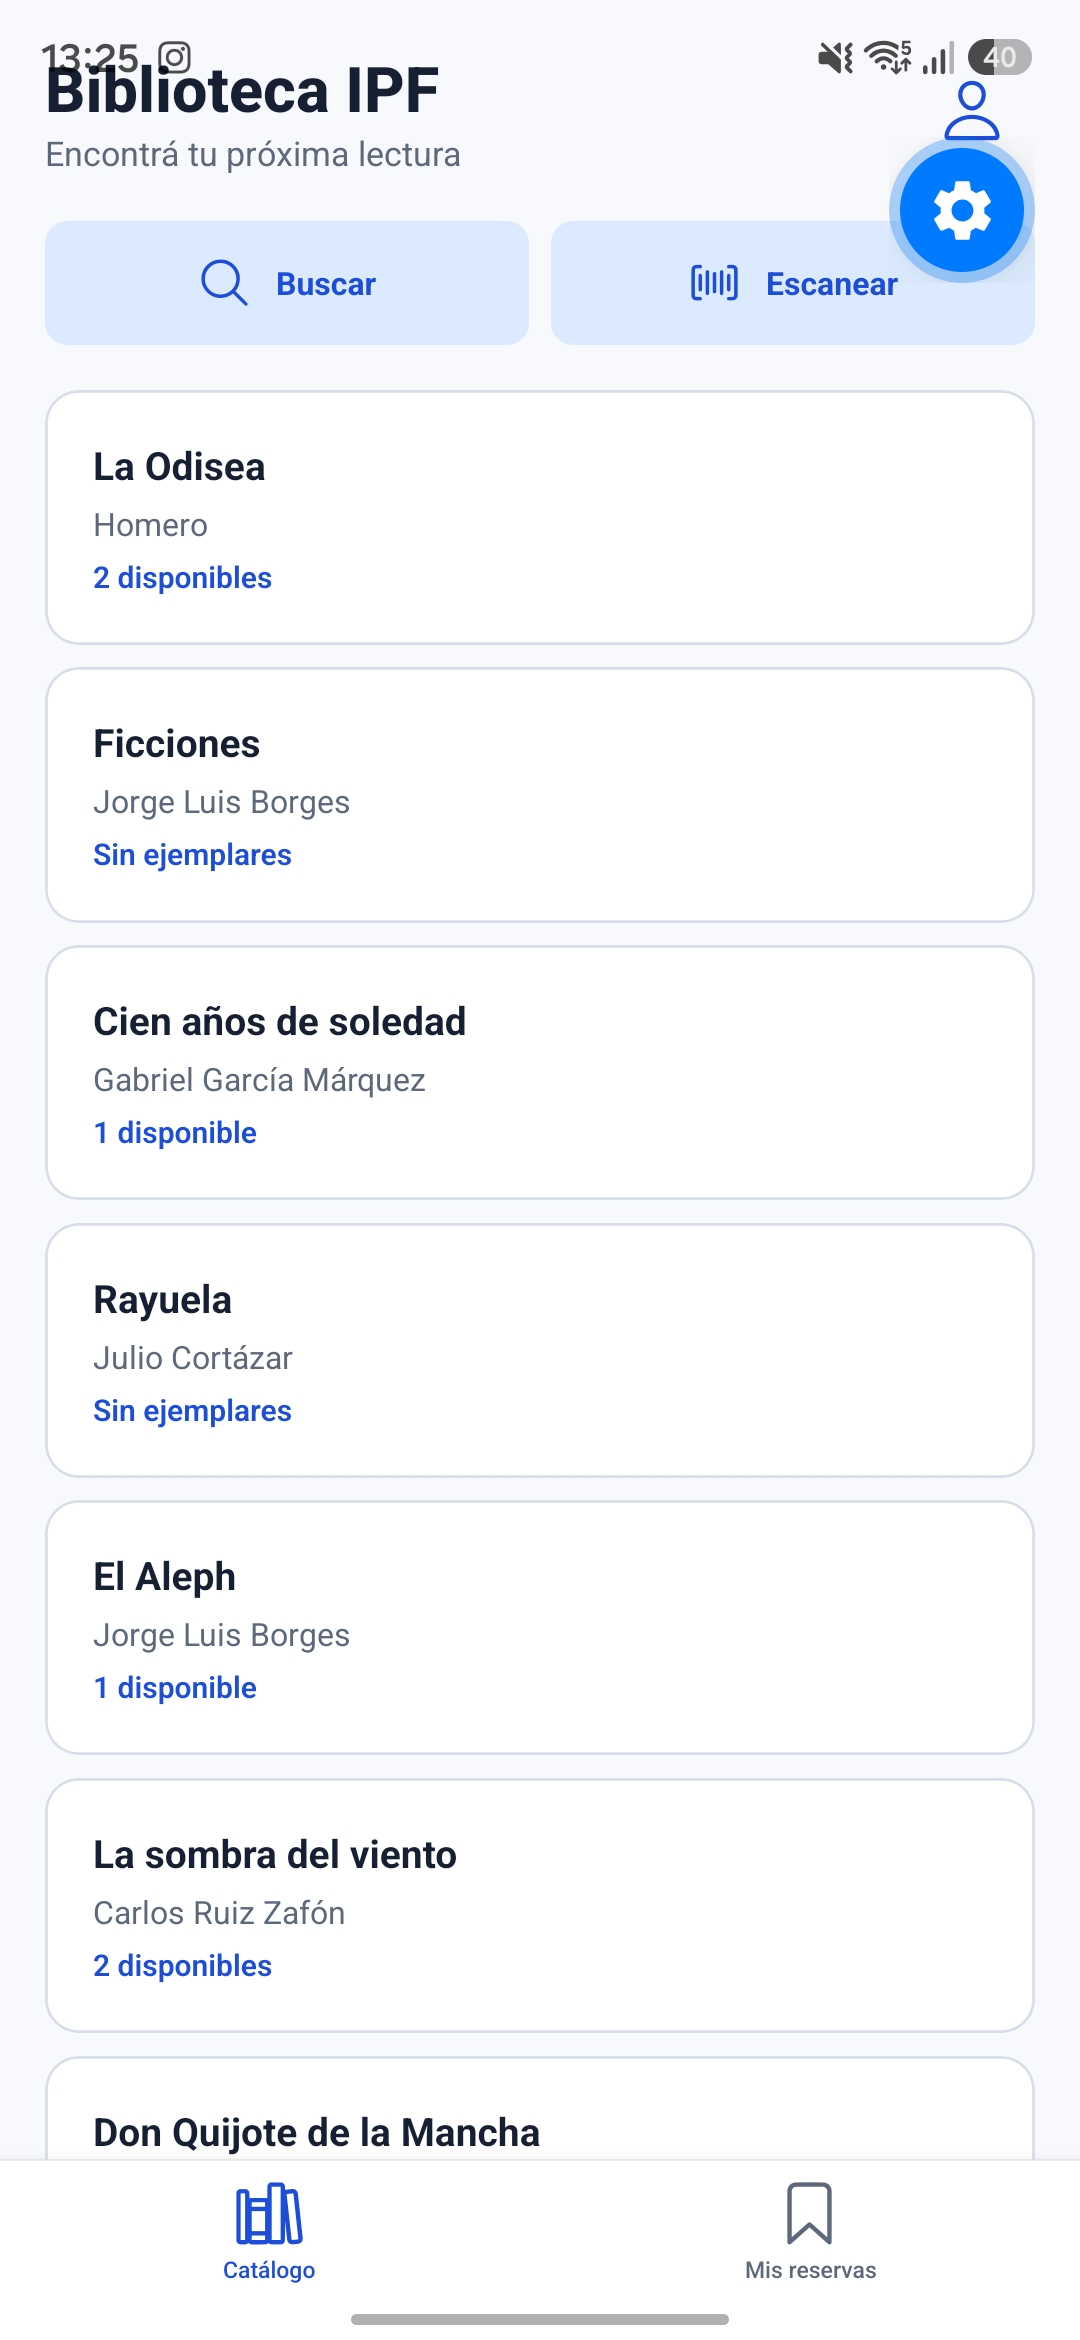 13:25
5
40
Biblioteca IPF
Encontrá tu próxima lectura
Buscar
Escanear
La Odisea
Homero
2 disponibles
Ficciones
Jorge Luis Borges
Sin ejemplares
Cien años de soledad
Gabriel García Márquez
1 disponible
Rayuela
Julio Cortázar
Sin ejemplares
El Aleph
Jorge Luis Borges
1 disponible
La sombra del viento
Carlos Ruiz Zafón
2 disponibles
Don Quijote de la Mancha
Catálogo
Mis reservas